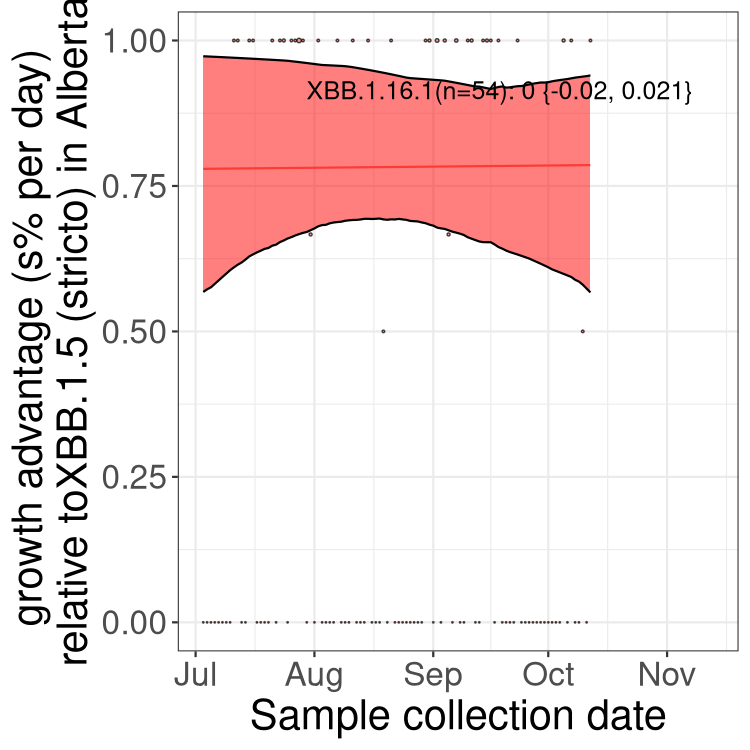 growth advantage (s% per day)
relative toXBB.1.5 (stricto) in Alberta
1.00
0.75
0.50
0.25
0.00
XBB.1.16.1(n=54). 0 {-0.02, 0.021}
Jul Aug Sep Oct Nov
Sample collection date